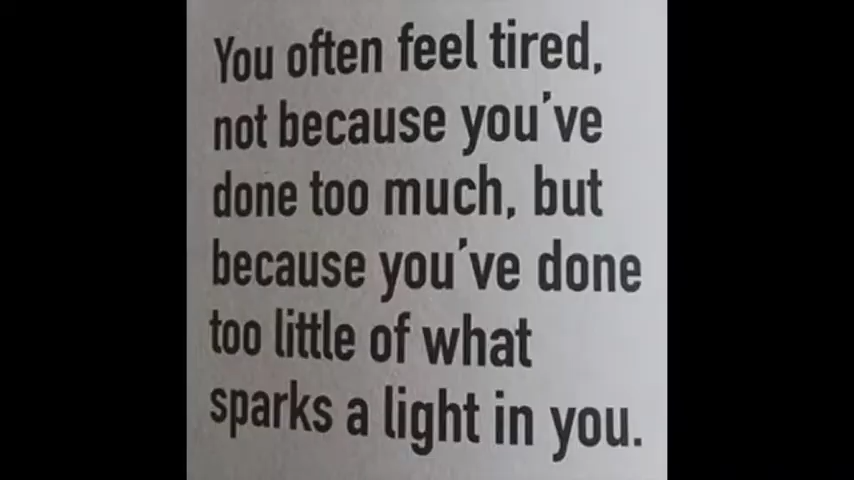 You often feel tired,
not because you've
done too much, but
because you've done
too little of what
sparks a light in you.